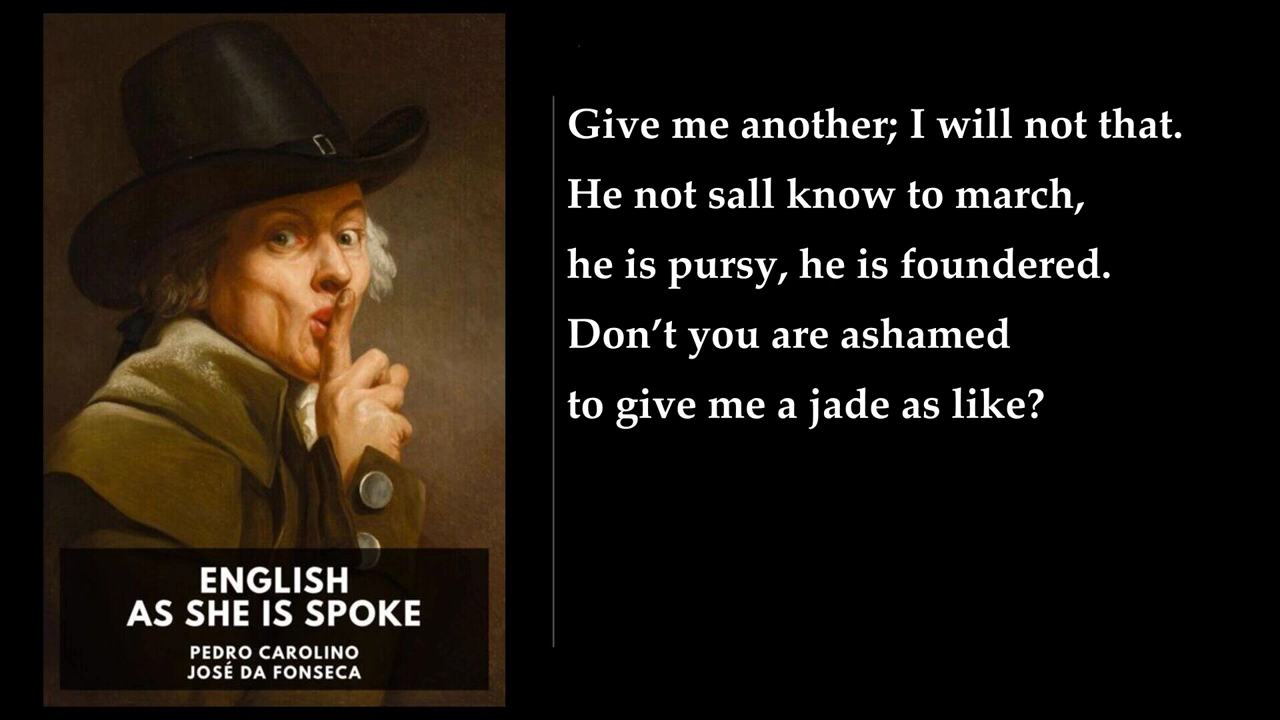 Give me another; I will not that.
He not sall know to march,
he is pursy, he is foundered.
Don’t you are ashamed
to give me a jade as like?
ENGLISH
AS SHE IS SPOKE
PEDRO CAROLINO
JOSÉ DA FONSECA